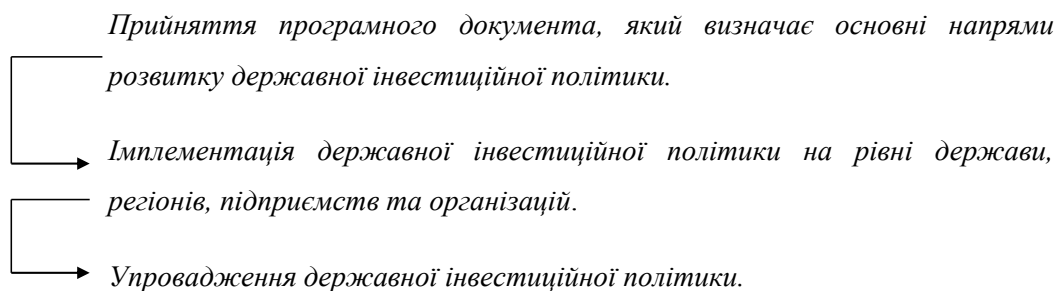 Прийняття програмного документа, який визначає основні напрями
розвитку державної інвестиційної політики.
Імплементація державної інвестиційної політики на рівні держави,
регіонів, підприємств та організацій.
Упровадження державної інвестиційної політики.